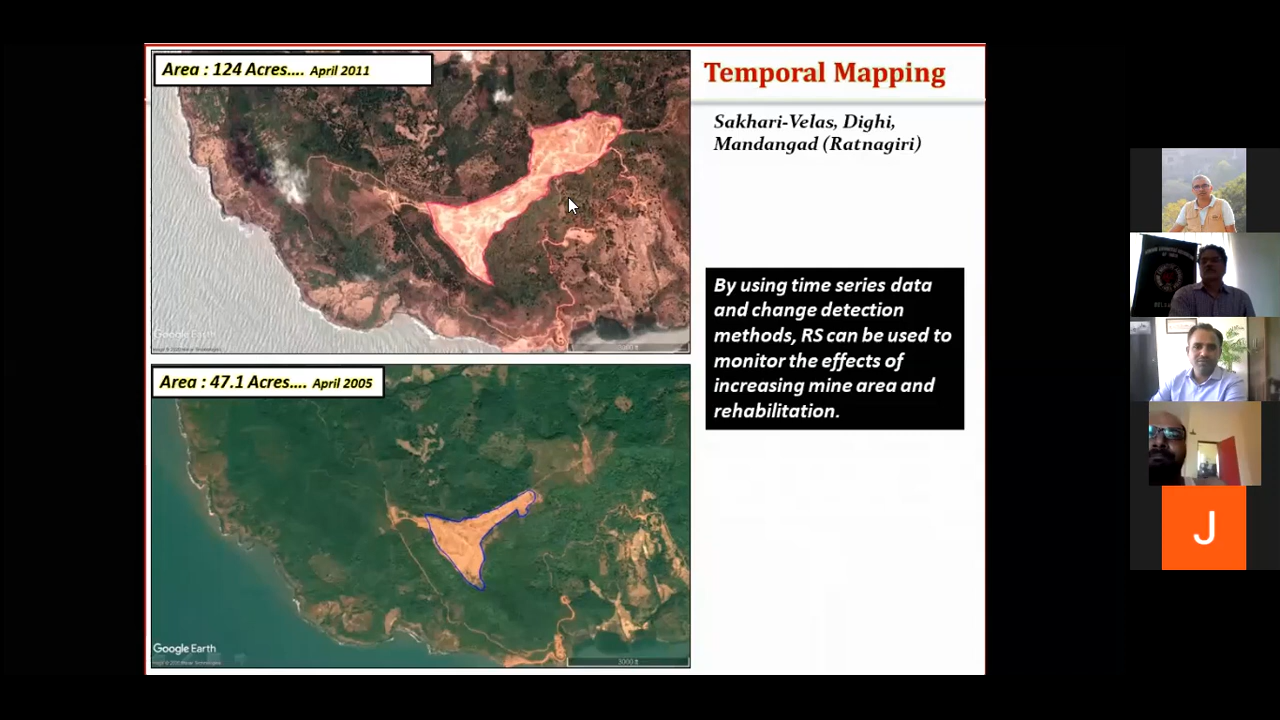 Area : 124 Acres.... April 2011
Temporal Mapping
Sakhari-Velas, Dighi,
Mandangad (Ratnagiri)
By using time series data
and change detection
methods, RS can be used to
monitor the effects of
increasing mine area and
rehabilitation.
Google Earth
Area : 47.1 Acres.... April 2005
Google Earth
3000 ft
J